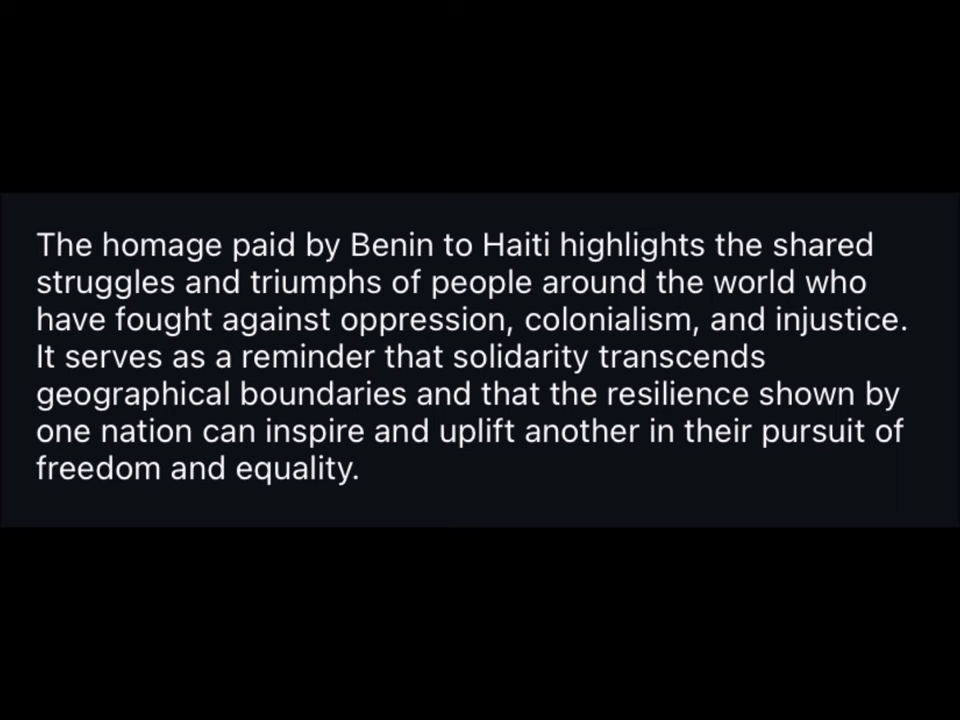 The homage paid by Benin to Haiti highlights the shared
struggles and triumphs of people around the world who
have fought against oppression, colonialism, and injustice.
It serves as a reminder that solidarity transcends
geographical boundaries and that the resilience shown by
one nation can inspire and uplift another in their pursuit of
freedom and equality.